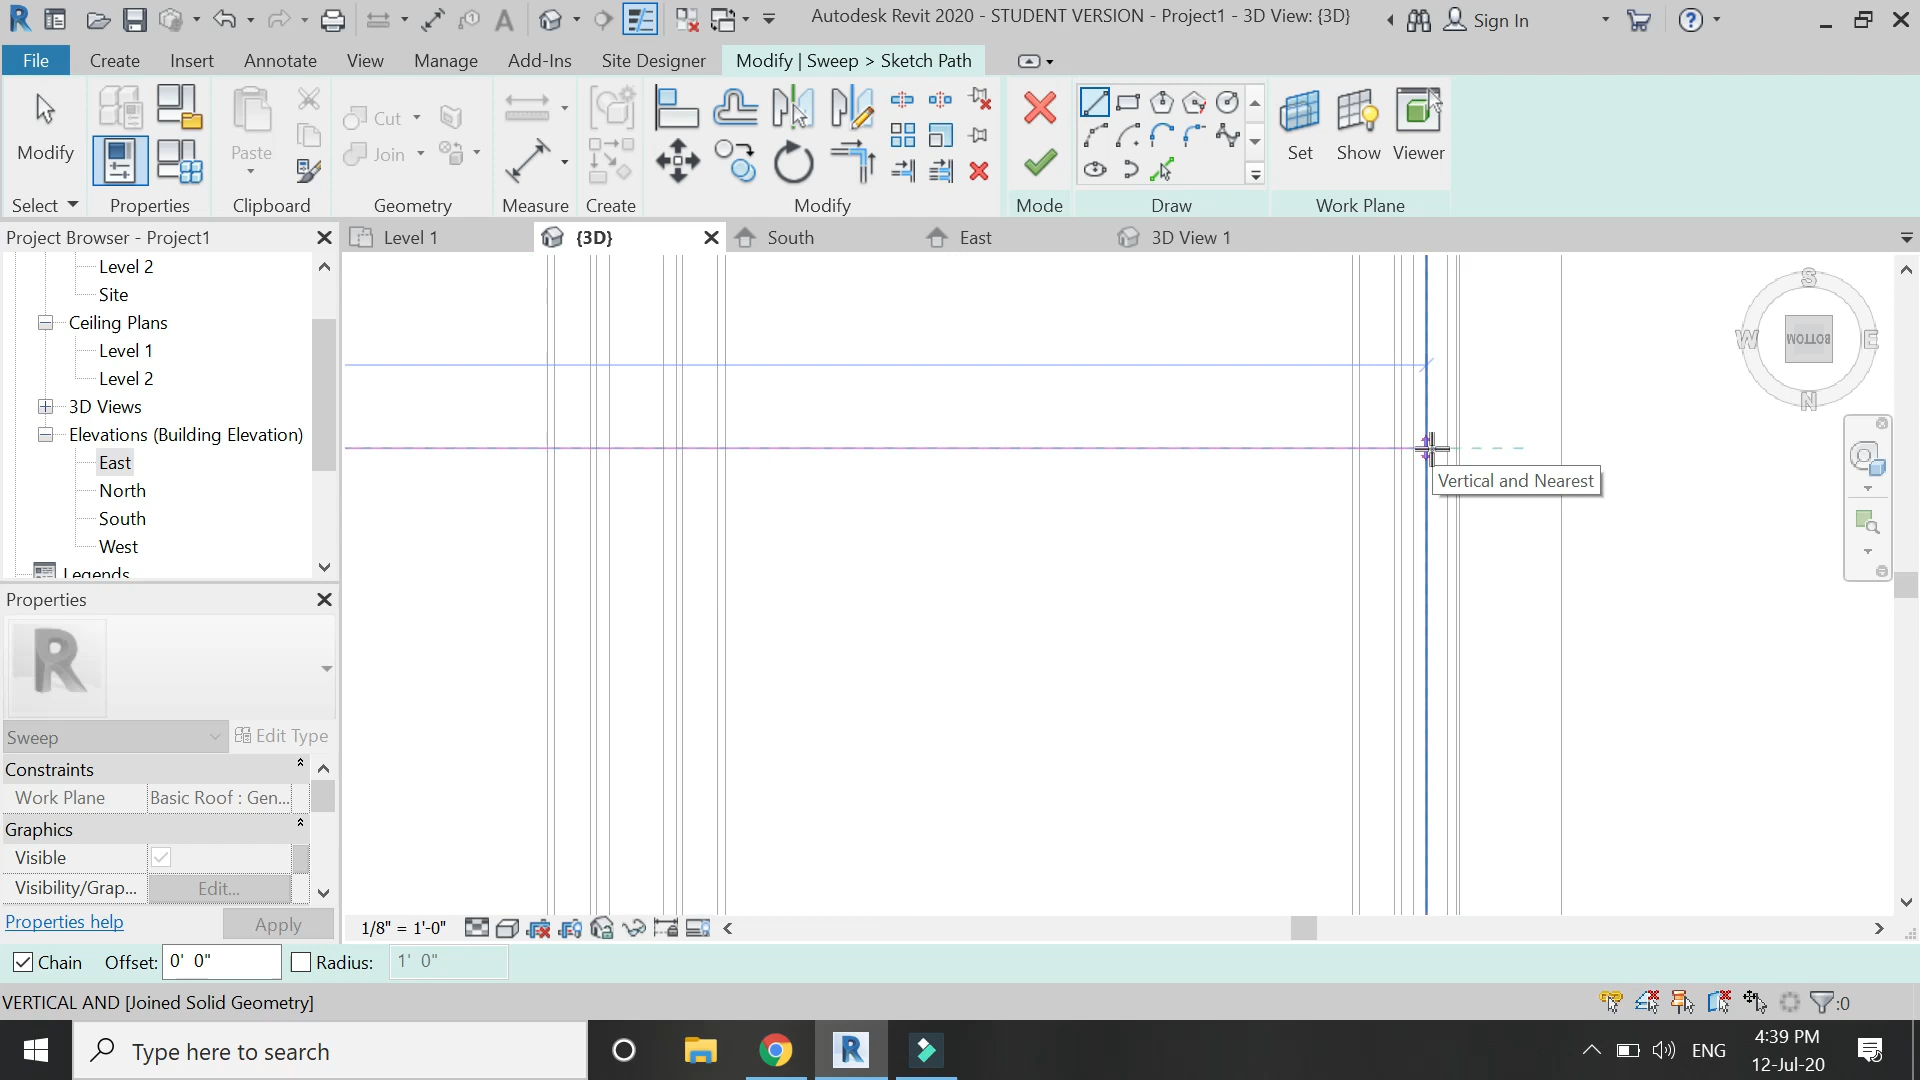 Autodesk Revit 2020 - STUDENT VERSION - Project1 - 3D View: {3D}
Sign In
File
Create
Insert
Annotate
View
Manage
Add-Ins
Site Designer
Modify | Sweep > Sketch Path
Modify
Paste
Cut
Join
Set
Show
Viewer
Select
Properties
Clipboard
Geometry
Measure
Create
Modify
Mode
Draw
Work Plane
Project Browser - Project1
Level 1
{3D}
South
East
3D View 1
Level 2
Site
Ceiling Plans
Level 1
Level 2
3D Views
Elevations (Building Elevation)
East
North
South
West
Legends
S
W
E
N
BOTTOM
Vertical and Nearest
Properties
R
Sweep
Edit Type
Constraints
Work Plane
Basic Roof : Gen...
Graphics
Visible
Visibility/Grap...
Edit...
Properties help
Apply
1/8" = 1'-0"
Chain
Offset:
0' 0"
Radius:
1' 0"
VERTICAL AND [Joined Solid Geometry]
:0
Type here to search
ENG
4:39 PM
12-Jul-20